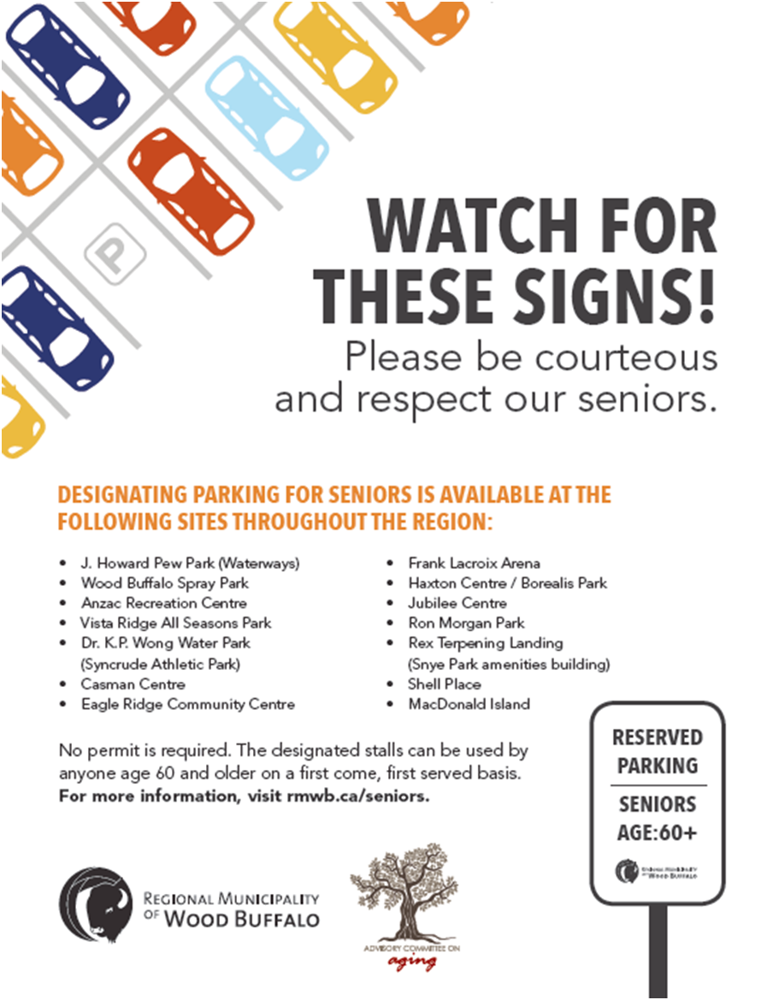 P
WATCH FOR
THESE SIGNS!
Please be courteous
and respect our seniors.
DESIGNATING PARKING FOR SENIORS IS AVAILABLE AT THE
FOLLOWING SITES THROUGHOUT THE REGION:
• J. Howard Pew Park (Waterways)
• Wood Buffalo Spray Park
• Anzac Recreation Centre
• Vista Ridge All Seasons Park
• Dr. K.P. Wong Water Park
(Syncrude Athletic Park)
• Casman Centre
• Eagle Ridge Community Centre
• Frank Lacroix Arena
• Haxton Centre / Borealis Park
• Jubilee Centre
• Ron Morgan Park
• Rex Terpening Landing
(Snye Park amenities building)
• Shell Place
• MacDonald Island
No permit is required. The designated stalls can be used by
anyone age 60 and older on a first come, first served basis.
For more information, visit rmwb.ca/seniors.
RESERVED
PARKING
SENIORS
AGE:60+
REGIONAL MUNICIPALITY
OF WOOD BUFFALO
REGIONAL MUNICIPALITY
OF WOOD BUFFALO
ADVISORY COMMITTEE ON
aging